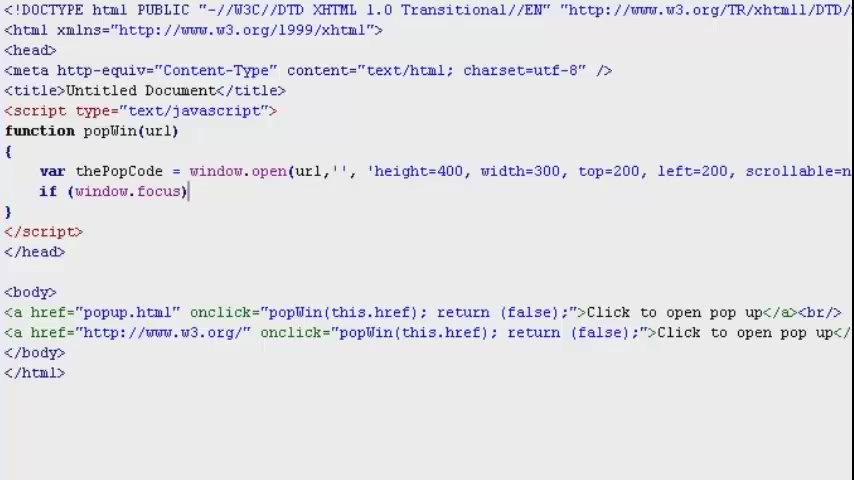 <!DOCTYPE html PUBLIC "-//W3C//DTD XHTML 1.0 Transitional//EN" "http://www.w3.org/TR/xhtml1/DTD/
<html xmlns="http://www.w3.org/1999/xhtml">
<head>
<meta http-equiv="Content-Type" content="text/html; charset=utf-8" />
<title>Untitled Document</title>
<script type="text/javascript">
function popWin(url)
{
    var thePopCode = window.open(url,'', 'height=400, width=300, top=200, left=200, scrollable=n
    if (window.focus)
}
</script>
</head>

<body>
<a href="popup.html" onclick="popWin(this.href); return (false);">Click to open pop up</a><br/>
<a href="http://www.w3.org/" onclick="popWin(this.href); return (false);">Click to open pop up</
</body>
</html>